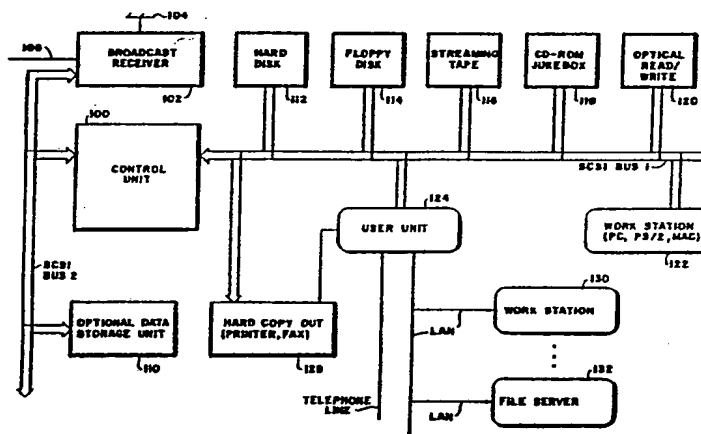 104
106
BROADCAST
RECEIVER
102
HARD
DISK
112
FLOPPY
DISK
114
STREAMING
TAPE
116
CD-ROM
JUKEBOX
118
OPTICAL
READ/
WRITE
120
100
CONTROL
UNIT
SCSI BUS 1
124
USER UNIT
WORK STATION
(PC, PS/2, MAC)
122
SCSI
BUS 2
OPTIONAL DATA
STORAGE UNIT
110
HARD COPY OUT
(PRINTER, FAX)
128
130
WORK STATION
LAN
132
FILE SERVER
LAN
TELEPHONE
LINE